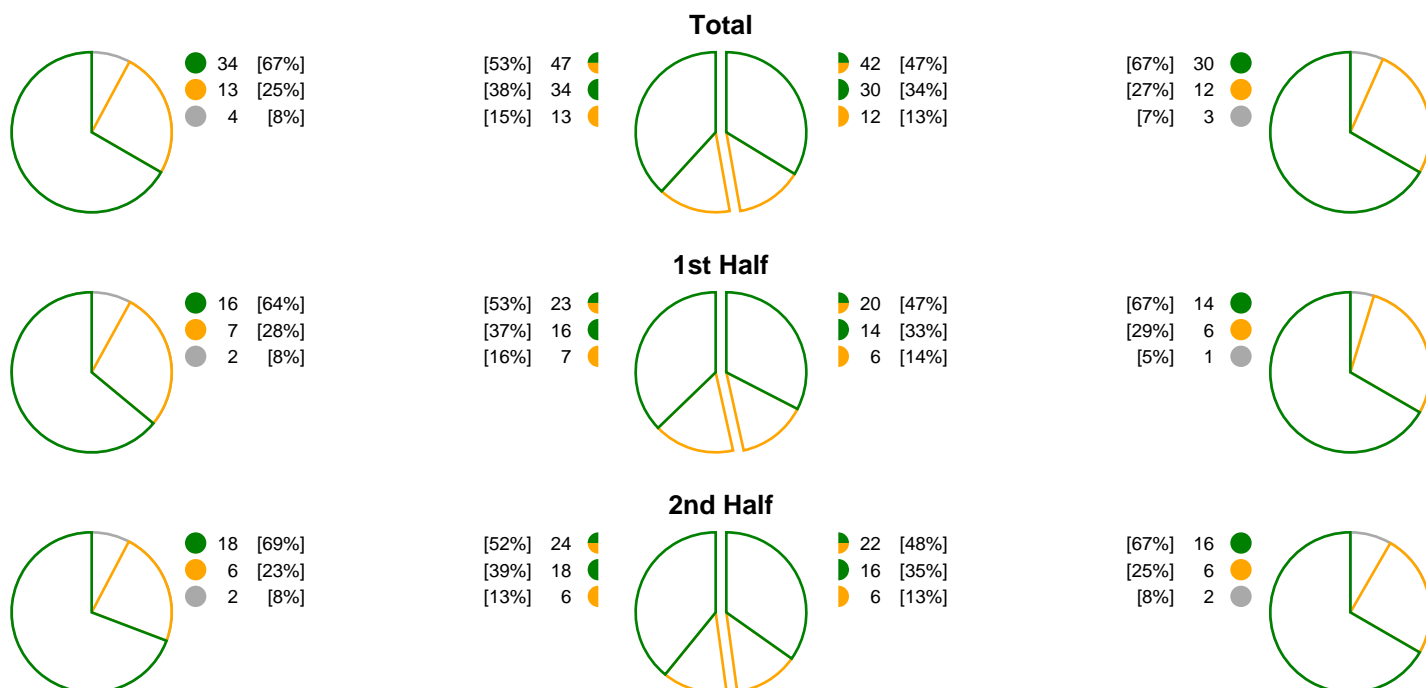 Total
34 [67%] [53%] 47 42 [47%] [67%] 30
13 [25%] [38%] 34 30 [34%] [27%] 12
4 [8%] [15%] 13 12 [13%] [7%] 3
1st Half
16 [64%] [53%] 23 20 [47%] [67%] 14
7 [28%] [37%] 16 14 [33%] [29%] 6
2 [8%] [16%] 7 6 [14%] [5%] 1
2nd Half
18 [69%] [52%] 24 22 [48%] [67%] 16
6 [23%] [39%] 18 16 [35%] [25%] 6
2 [8%] [13%] 6 6 [13%] [8%] 2